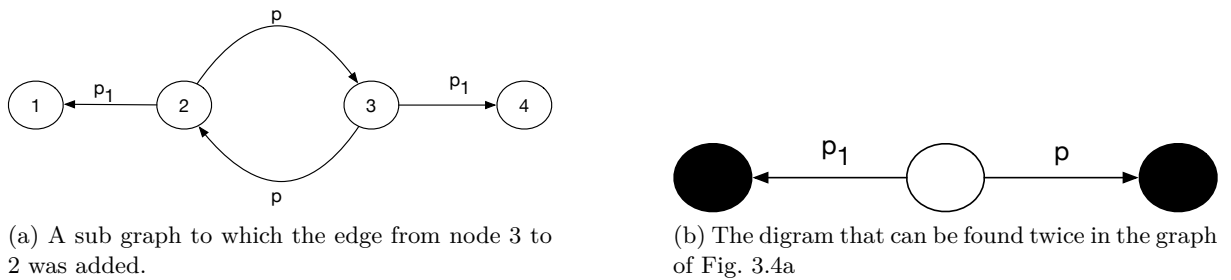 p
1
p1
2
3
p1
4
p
(a) A sub graph to which the edge from node 3 to
2 was added.
p1
p
(b) The digram that can be found twice in the graph
of Fig. 3.4a